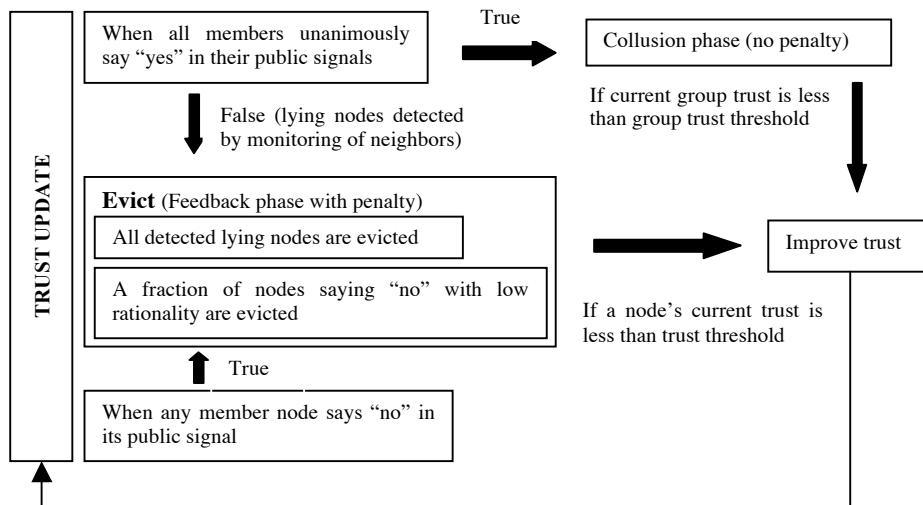 TRUST UPDATE
When all members unanimously
say “yes” in their public signals
True
Collusion phase (no penalty)
False (lying nodes detected
by monitoring of neighbors)
If current group trust is less
than group trust threshold
Evict (Feedback phase with penalty)
All detected lying nodes are evicted
A fraction of nodes saying “no” with low
rationality are evicted
Improve trust
If a node’s current trust is
less than trust threshold
True
When any member node says “no” in
its public signal